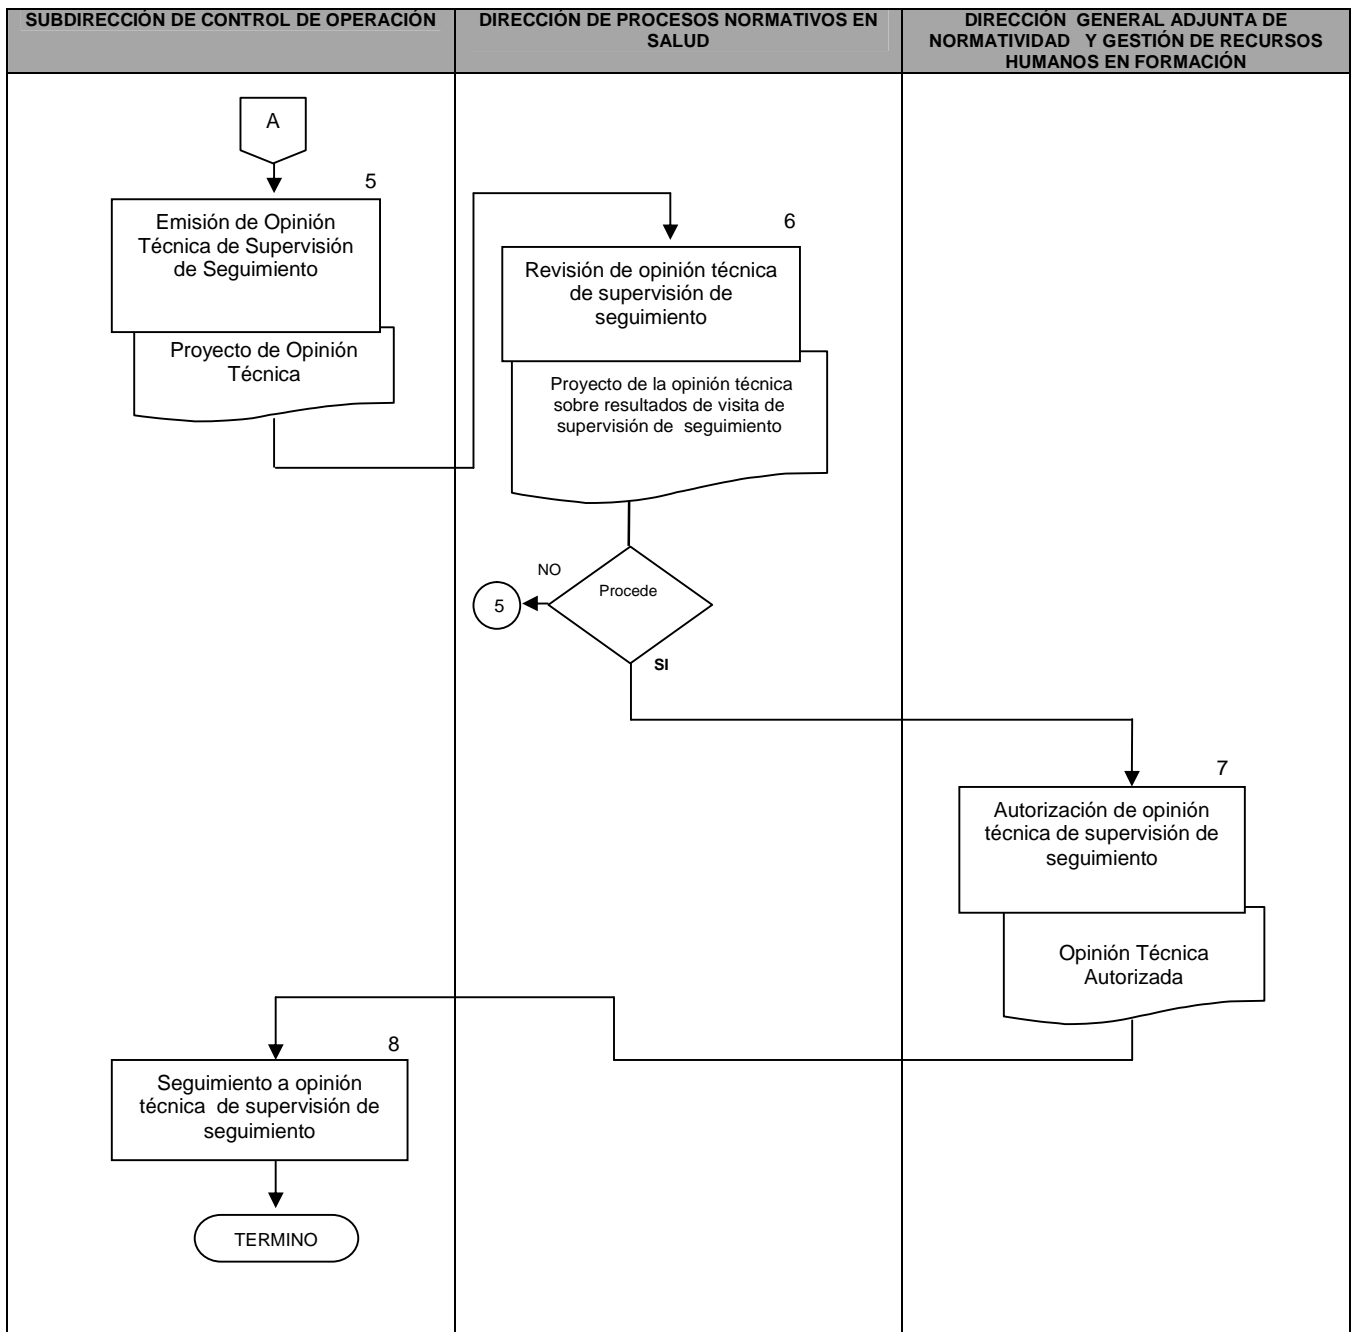 SUBDIRECCIÓN DE CONTROL DE OPERACIÓN
DIRECCIÓN DE PROCESOS NORMATIVOS EN
SALUD
DIRECCIÓN GENERAL ADJUNTA DE
NORMATIVIDAD Y GESTIÓN DE RECURSOS
HUMANOS EN FORMACIÓN
A
5
Emisión de Opinión
Técnica de Supervisión
de Seguimiento
Proyecto de Opinión
Técnica
6
Revisión de opinión técnica
de supervisión de
seguimiento
Proyecto de la opinión técnica
sobre resultados de visita de
supervisión de seguimiento
NO
Procede
5
SI
7
Autorización de opinión
técnica de supervisión de
seguimiento
Opinión Técnica
Autorizada
8
Seguimiento a opinión
técnica de supervisión de
seguimiento
TERMINO